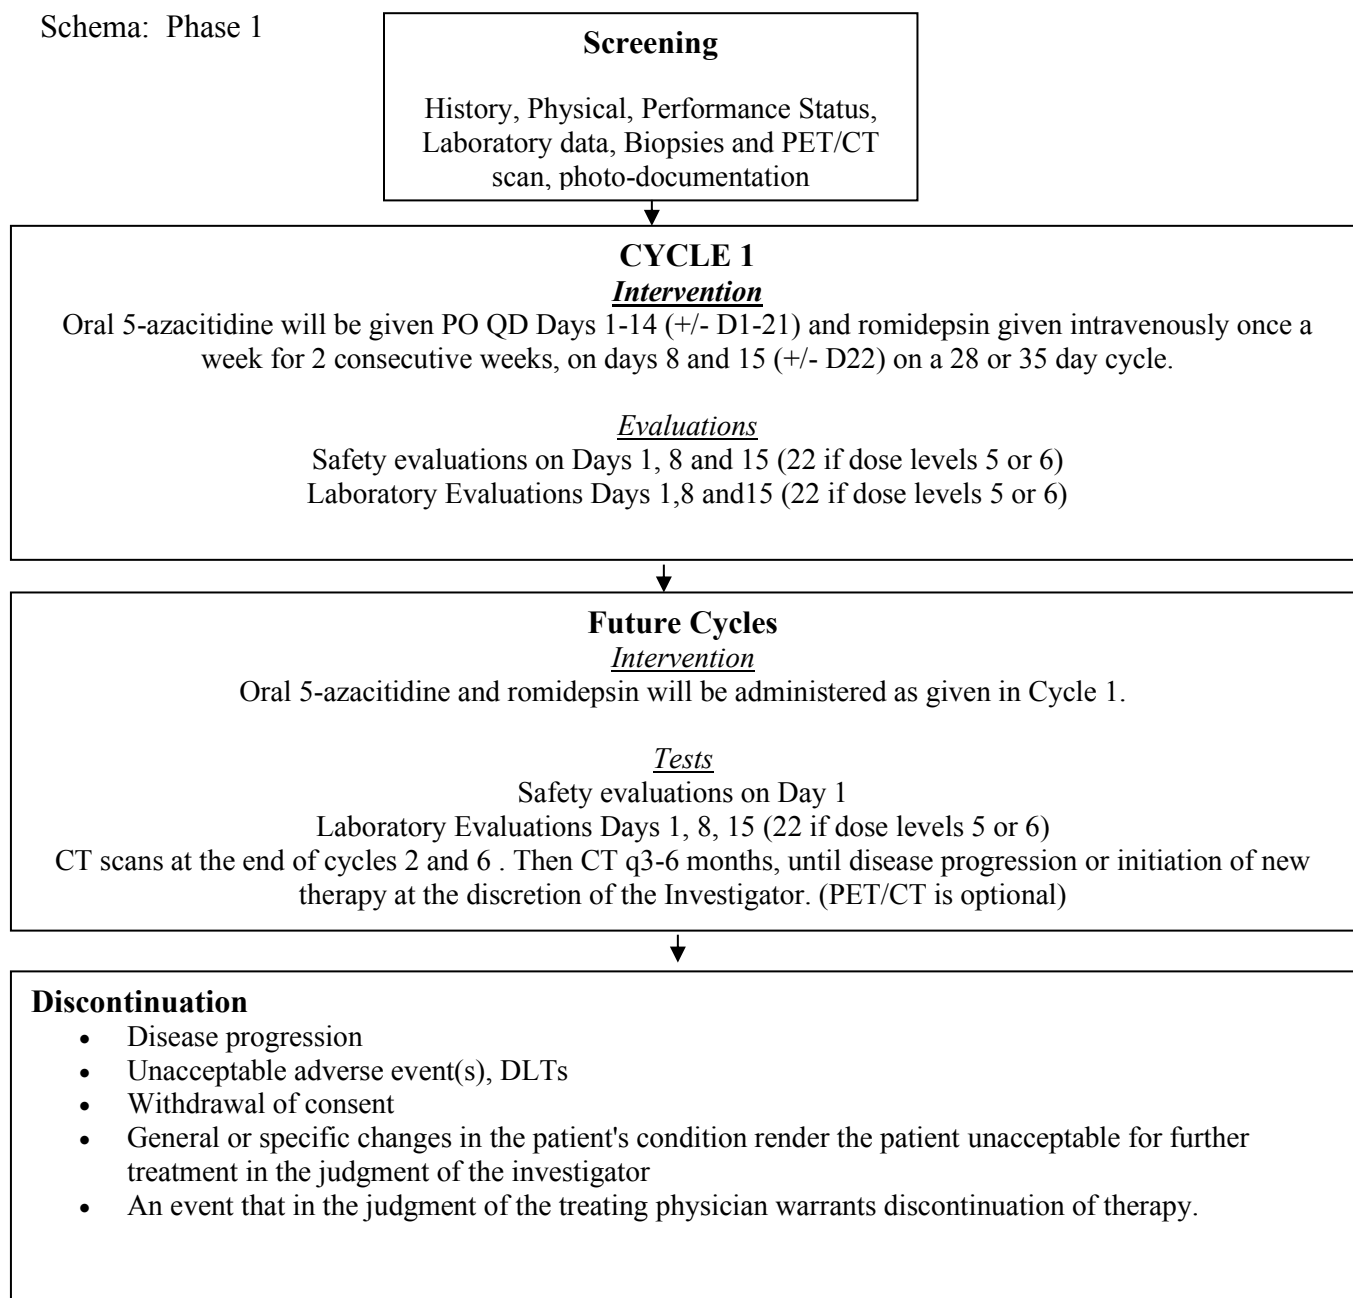 Schema:  Phase 1
Screening
History, Physical, Performance Status,
Laboratory data, Biopsies and PET/CT
scan, photo-documentation
CYCLE 1
Intervention
Oral 5-azacitidine will be given PO QD Days 1-14 (+/- D1-21) and romidepsin given intravenously once a
week for 2 consecutive weeks, on days 8 and 15 (+/- D22) on a 28 or 35 day cycle.
Evaluations
Safety evaluations on Days 1, 8 and 15 (22 if dose levels 5 or 6)
Laboratory Evaluations Days 1,8 and15 (22 if dose levels 5 or 6)
Future Cycles
Intervention
Oral 5-azacitidine and romidepsin will be administered as given in Cycle 1.
Tests
Safety evaluations on Day 1
Laboratory Evaluations Days 1, 8, 15 (22 if dose levels 5 or 6)
CT scans at the end of cycles 2 and 6 . Then CT q3-6 months, until disease progression or initiation of new
therapy at the discretion of the Investigator. (PET/CT is optional)
Discontinuation
• Disease progression
• Unacceptable adverse event(s), DLTs
• Withdrawal of consent
• General or specific changes in the patient's condition render the patient unacceptable for further
treatment in the judgment of the investigator
• An event that in the judgment of the treating physician warrants discontinuation of therapy.